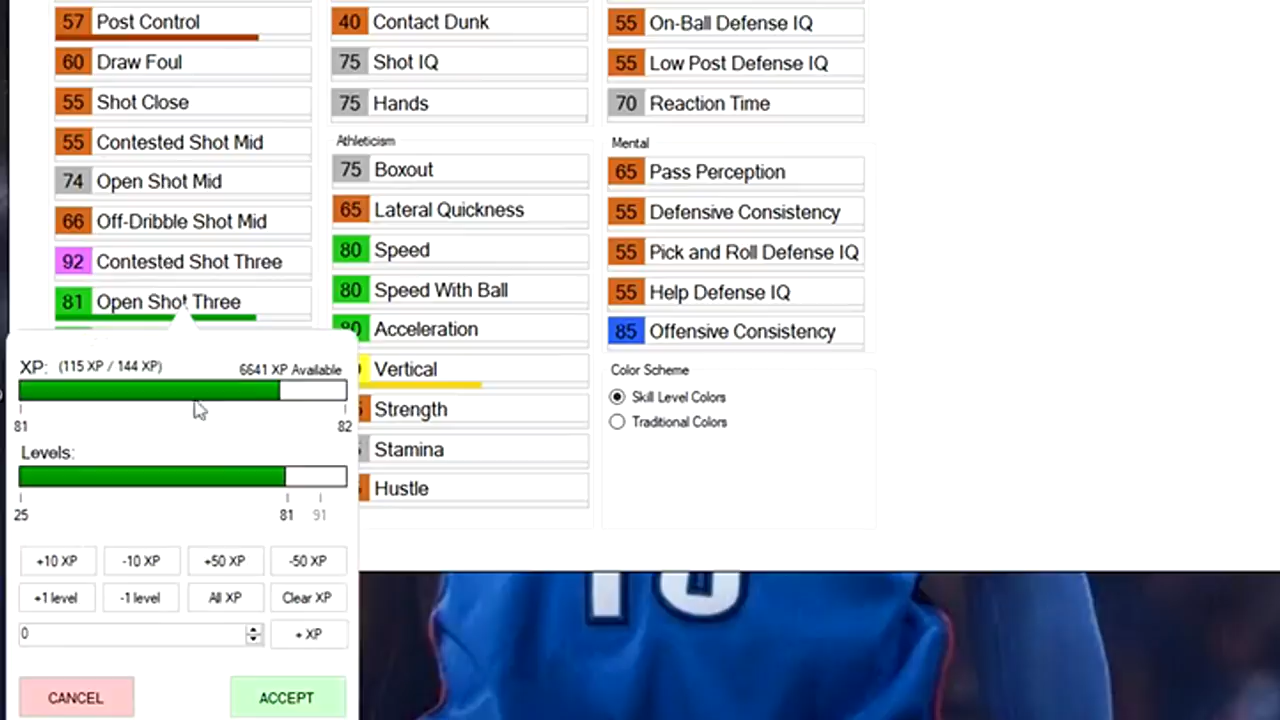 57 Post Control
60 Draw Foul
55 Shot Close
55 Contested Shot Mid
74 Open Shot Mid
66 Off-Dribble Shot Mid
92 Contested Shot Three
81 Open Shot Three
XP: (115 XP / 144 XP) 6641 XP Available
81 82
Levels:
25 81 91
+10 XP -10 XP +50 XP -50 XP
+1 level -1 level All XP Clear XP
0 + XP
CANCEL ACCEPT
40 Contact Dunk
75 Shot IQ
75 Hands
Athleticism
75 Boxout
65 Lateral Quickness
80 Speed
80 Speed With Ball
80 Acceleration
Vertical
Strength
Stamina
Hustle
55 On-Ball Defense IQ
55 Low Post Defense IQ
70 Reaction Time
Mental
65 Pass Perception
55 Defensive Consistency
55 Pick and Roll Defense IQ
55 Help Defense IQ
85 Offensive Consistency
Color Scheme
Skill Level Colors
Traditional Colors